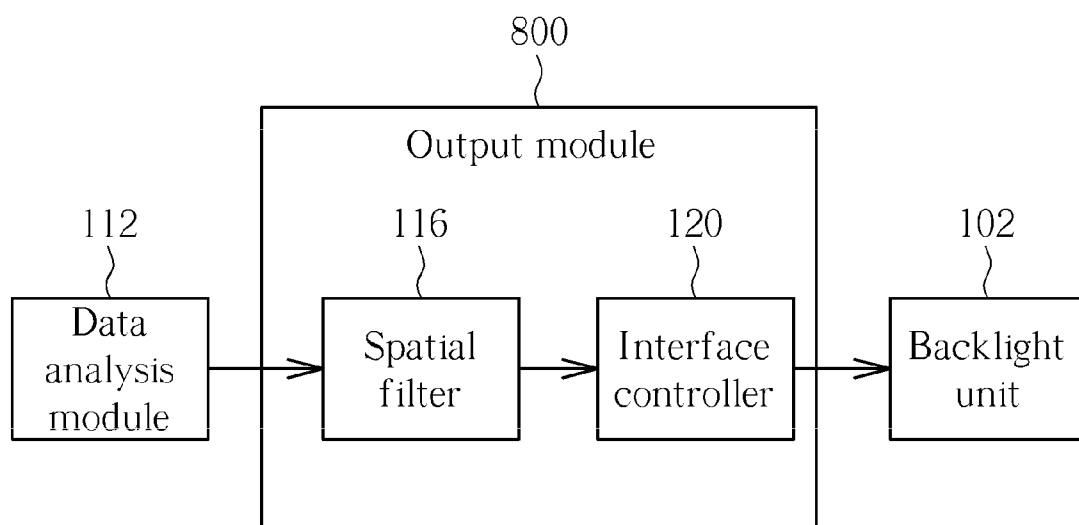 800
Output module
112
116
120
102
Data
analysis
module
Spatial
filter
Interface
controller
Backlight
unit